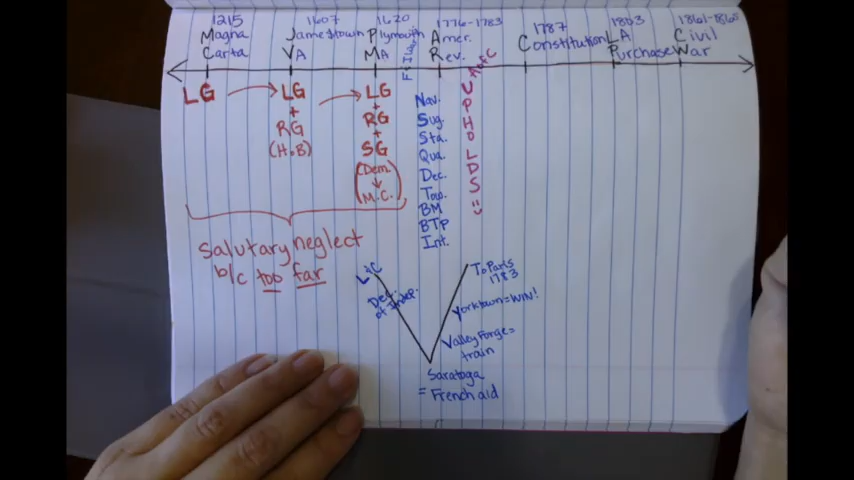 1215
Magna
Carta
1607
Jamestown
VA
1620
Plymouth
MA
1776-1783
Amer.
Rev.
1787
Constitution
1803
LA
Purchase
1861-1865
Civil
War
LG
LG
+
RG
(H.B)
LG
+
RG
+
SG
(Dem.
M.C.)
Nav.
Sug.
Sta.
Qua.
Dec.
Tow.
BM
BTP
Int.
U
P
H
O
L
D
S
Salutary neglect
b/c too far
L+C
Dec.
of Indep.
To Paris
1783
Yorktown=WIN!
Valley Forge=
train
Saratoga
= French aid